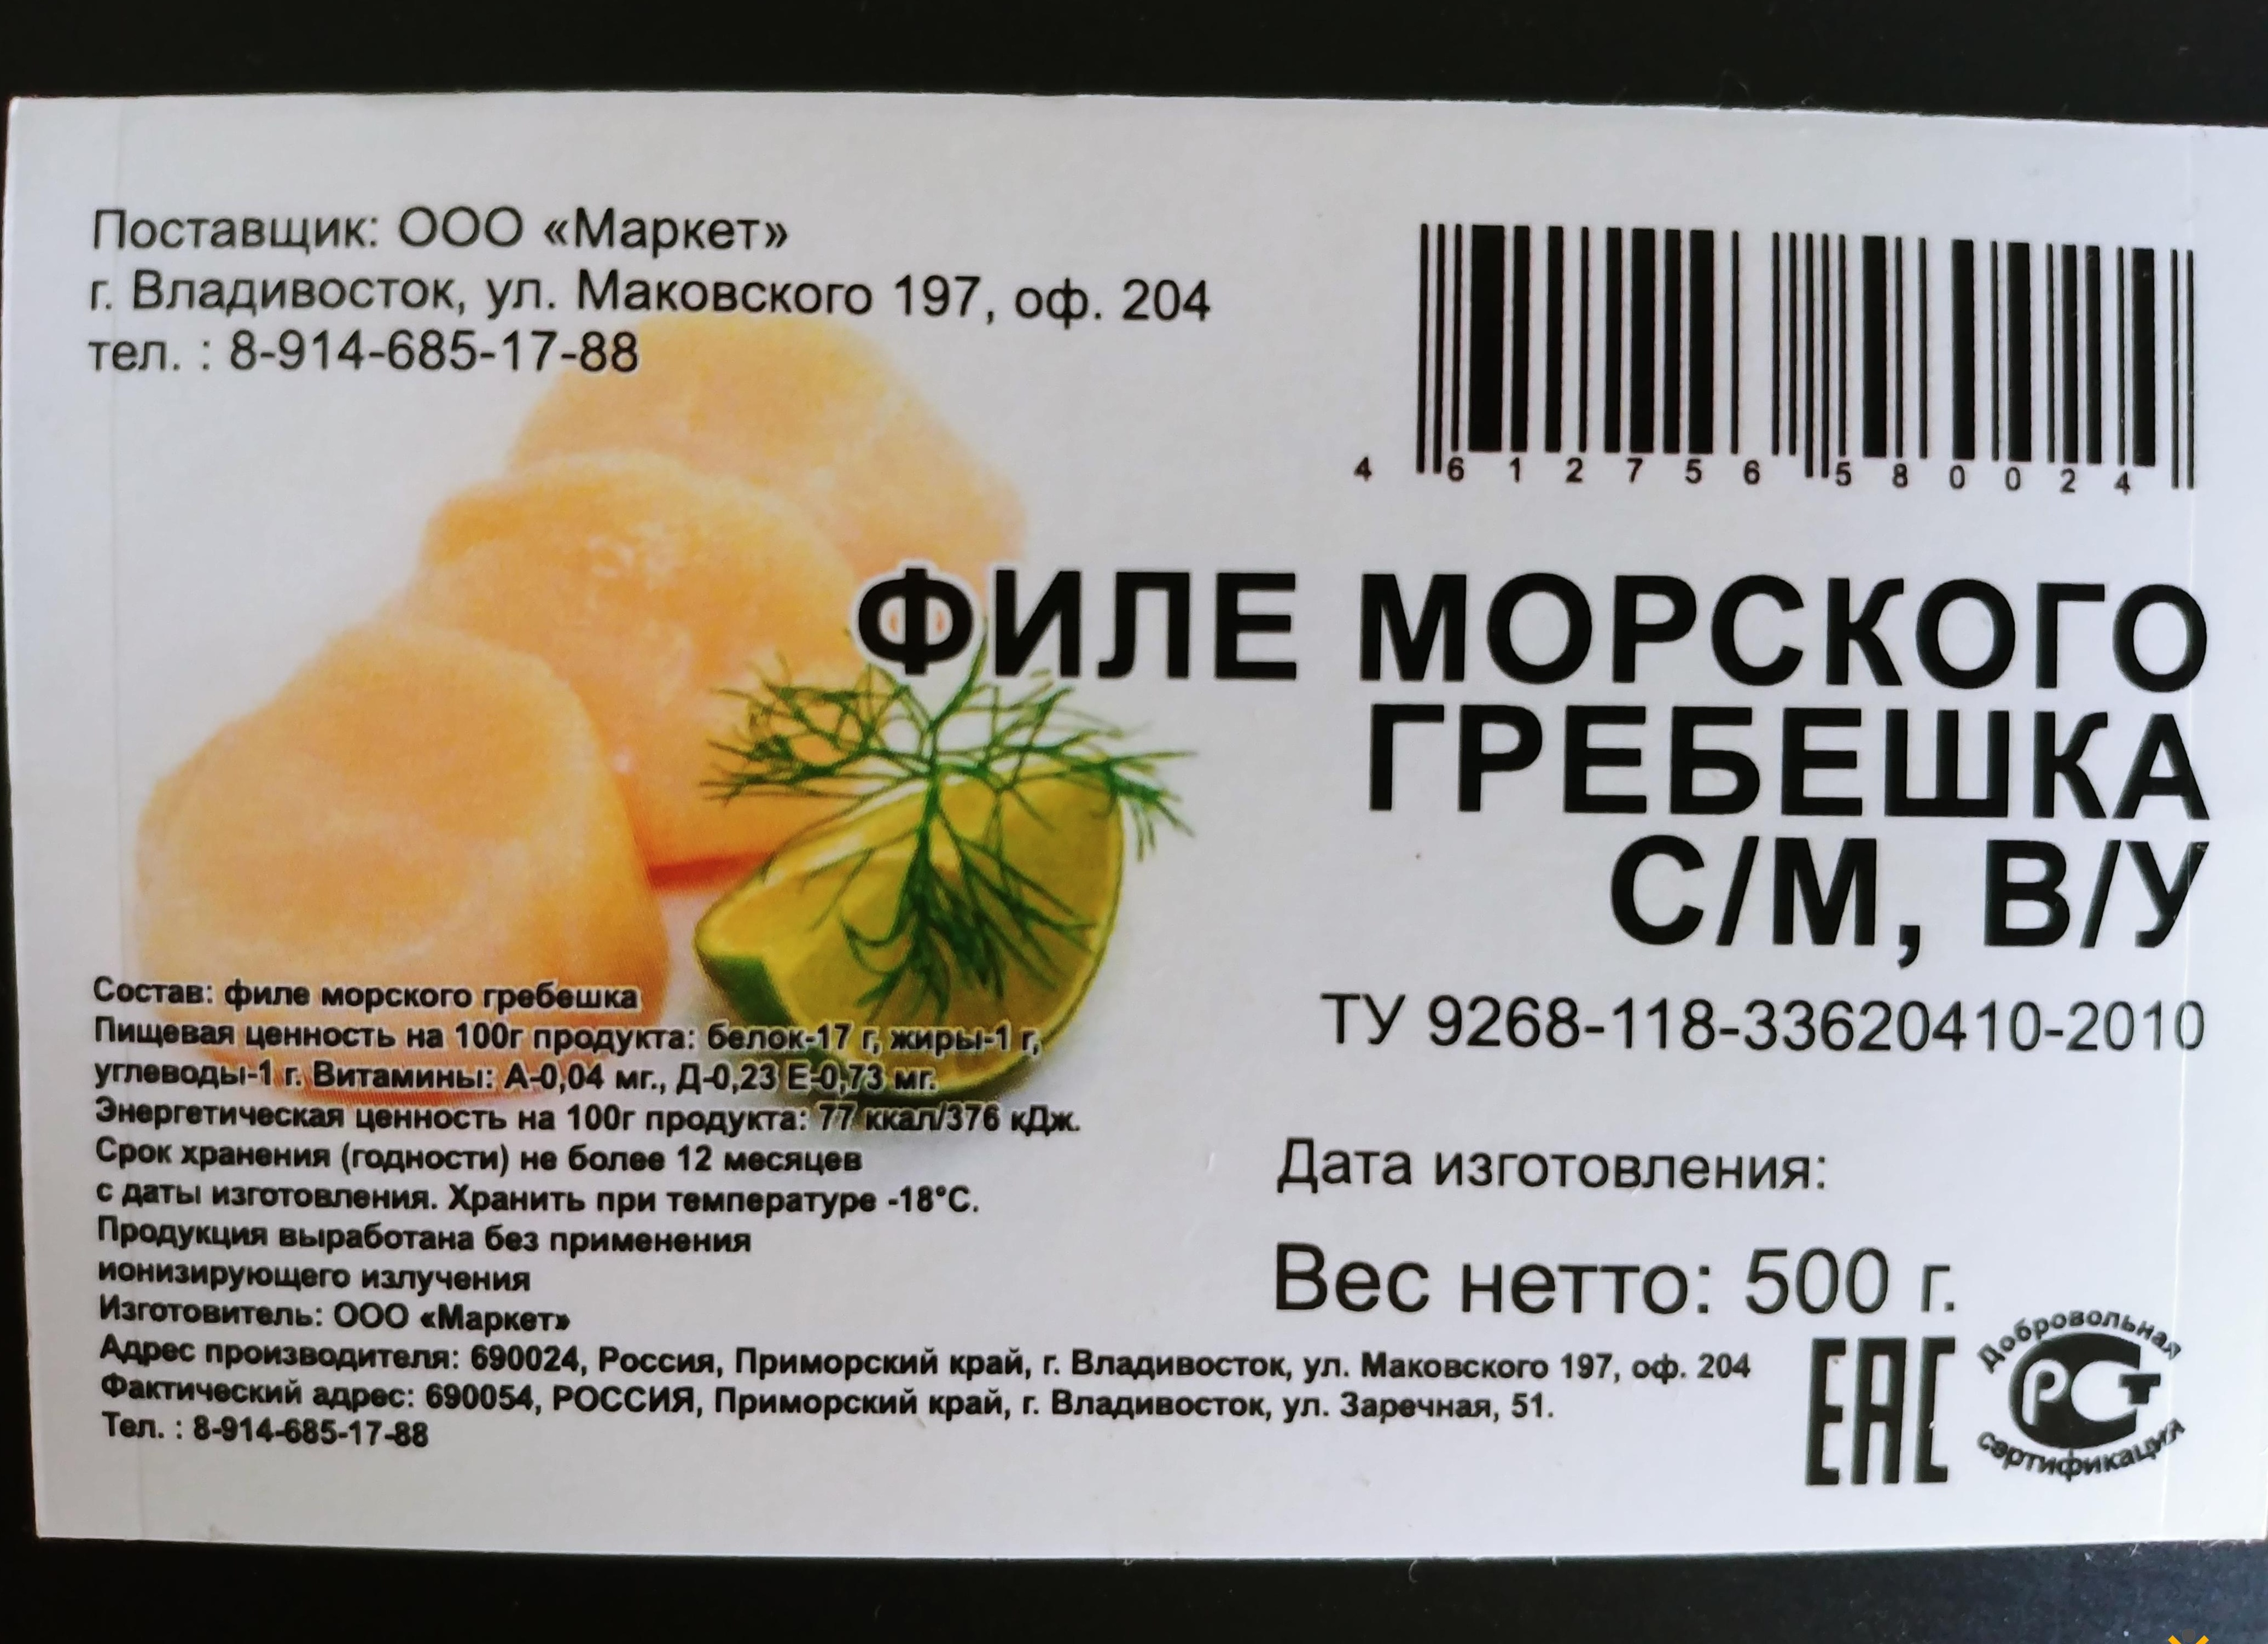 Поставщик: ООО «Маркет»
г. Владивосток, ул. Маковского 197, оф. 204
тел. : 8-914-685-17-88
4 612756 580024
ФИЛЕ МОРСКОГО
ГРЕБЕШКА
С/М, В/У
ТУ 9268-118-33620410-2010
Состав: филе морского гребешка
Пищевая ценность на 100г продукта: белок-17 г, жиры-1 г,
углеводы-1 г. Витамины: А-0,04 мг., Д-0,23 Е-0,73 мг.
Энергетическая ценность на 100г продукта: 77 ккал/376 кДж.
Срок хранения (годности) не более 12 месяцев
с даты изготовления. Хранить при температуре -18°С.
Продукция выработана без применения
ионизирующего излучения
Изготовитель: ООО «Маркет»
Адрес производителя: 690024, Россия, Приморский край, г. Владивосток, ул. Маковского 197, оф. 204
Фактический адрес: 690054, РОССИЯ, Приморский край, г. Владивосток, ул. Заречная, 51.
Тел. : 8-914-685-17-88
Дата изготовления:
Вес нетто: 500 г.
ЕАС
Добровольная
РСТ
сертификация